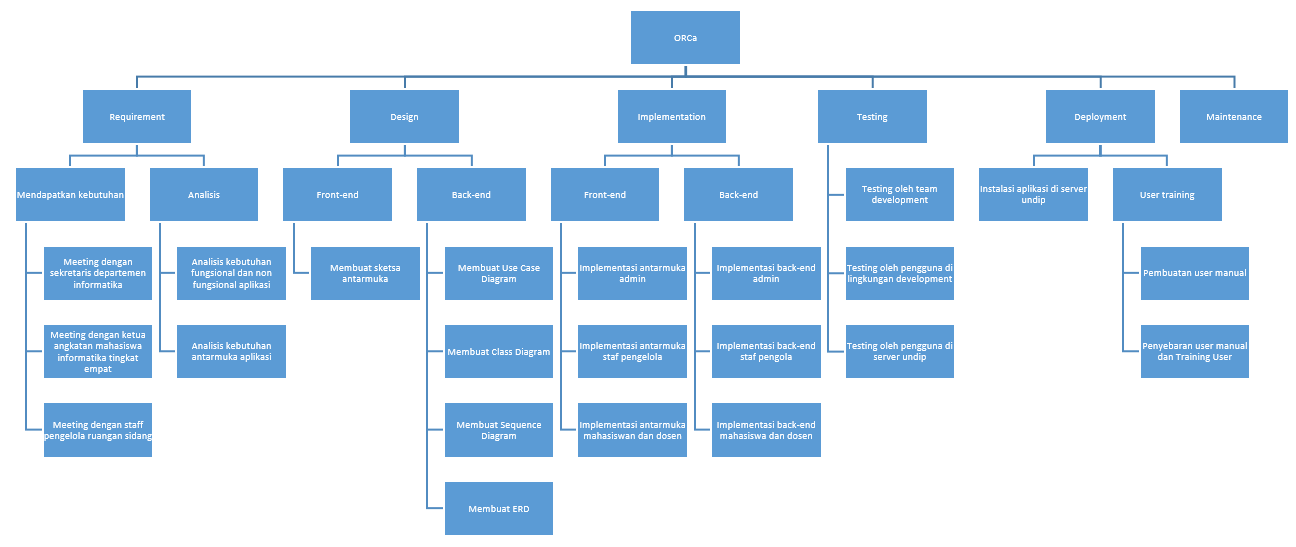 ORCa
Requirement
Design
Implementation
Testing
Deployment
Maintenance
Mendapatkan kebutuhan
Analisis
Front-end
Back-end
Front-end
Back-end
Testing oleh team
development
Instalasi aplikasi di server
undip
User training
Meeting dengan
sekretaris departemen
informatika
Analisis kebutuhan
fungsional dan non
fungsional aplikasi
Membuat sketsa
antarmuka
Membuat Use Case
Diagram
Implementasi antarmuka
admin
Implementasi back-end
admin
Testing oleh pengguna di
lingkungan development
Pembuatan user manual
Meeting dengan ketua
angkatan mahasiswa
informatika tingkat
empat
Analisis kebutuhan
antarmuka aplikasi
Membuat Class Diagram
Implementasi antarmuka
staf pengelola
Implementasi back-end
staf pengola
Testing oleh pengguna di
server undip
Penyebaran user manual
dan Training User
Meeting dengan staff
pengelola ruangan sidang
Membuat Sequence
Diagram
Implementasi antarmuka
mahasiswan dan dosen
Implementasi back-end
mahasiswa dan dosen
Membuat ERD